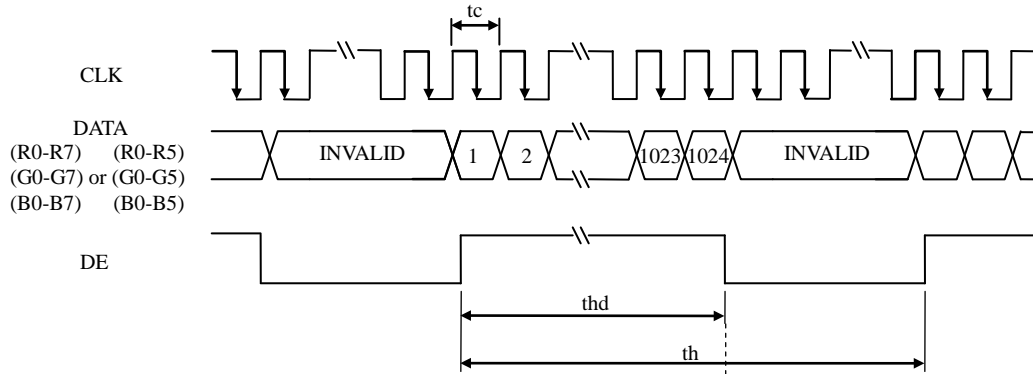 tc
CLK
DATA
(R0-R7) (R0-R5)
(G0-G7) or (G0-G5)
(B0-B7) (B0-B5)
INVALID 1 2 1023 1024 INVALID
DE
thd
th